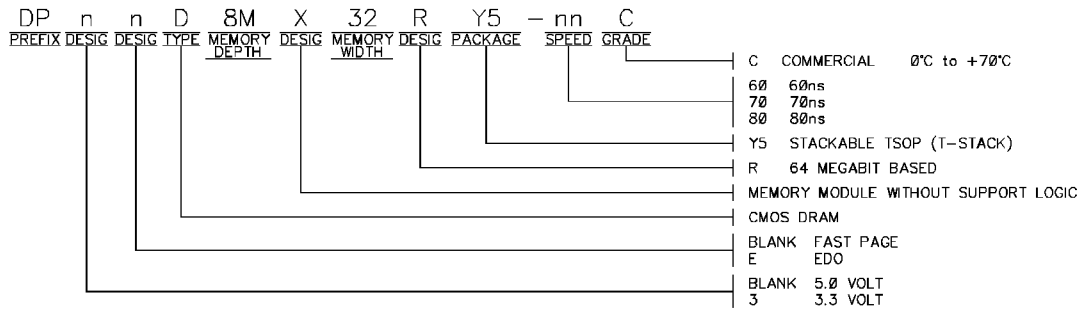 DP n n D 8M X 32 R Y5 -nn C
PREFIX DESIG DESIG TYPE MEMORY DEPTH DESIG MEMORY WIDTH DESIG PACKAGE SPEED GRADE
C COMMERCIAL 0°C to +70°C
60 60ns
70 70ns
80 80ns
Y5 STACKABLE TSOP (T-STACK)
R 64 MEGABIT BASED
MEMORY MODULE WITHOUT SUPPORT LOGIC
CMOS DRAM
BLANK FAST PAGE
E EDO
BLANK 5.0 VOLT
3 3.3 VOLT